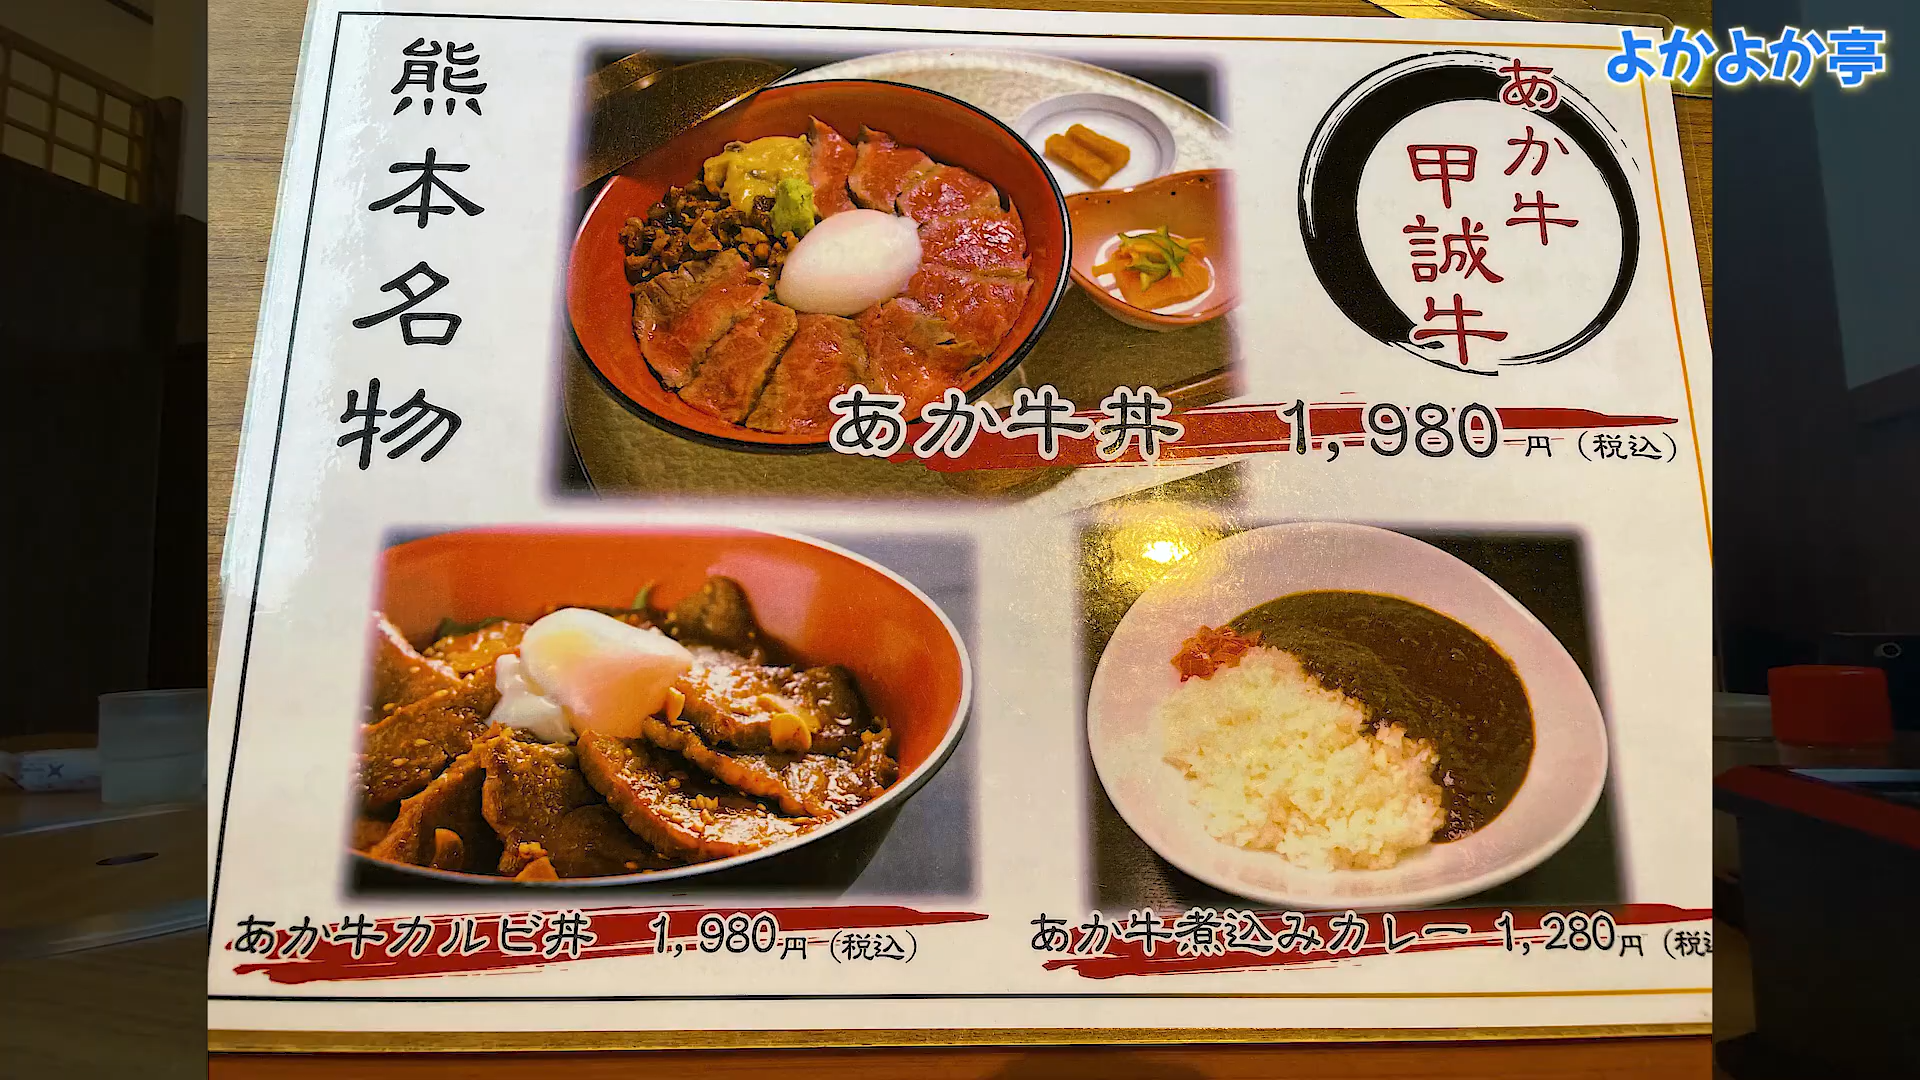 よかよか亭
熊本名物
あか牛
甲誠牛
あか牛丼 1,980円（税込）
あか牛カルビ丼 1,980円（税込）
あか牛煮込みカレー 1,280円（税込